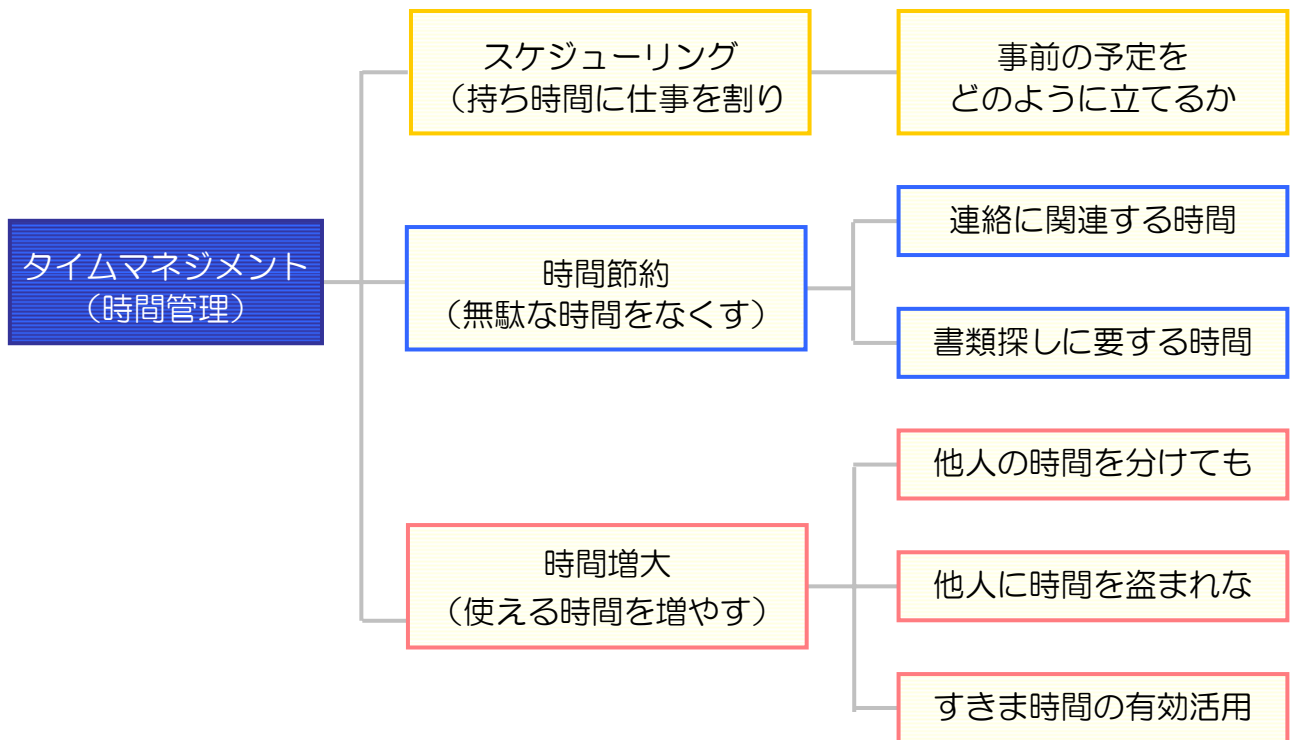 スケジューリング
（持ち時間に仕事を割り
事前の予定を
どのように立てるか
タイムマネジメント
（時間管理）
時間節約
（無駄な時間をなくす）
連絡に関連する時間
書類探しに要する時間
時間増大
（使える時間を増やす）
他人の時間を分けても
他人に時間を盗まれな
すきま時間の有効活用